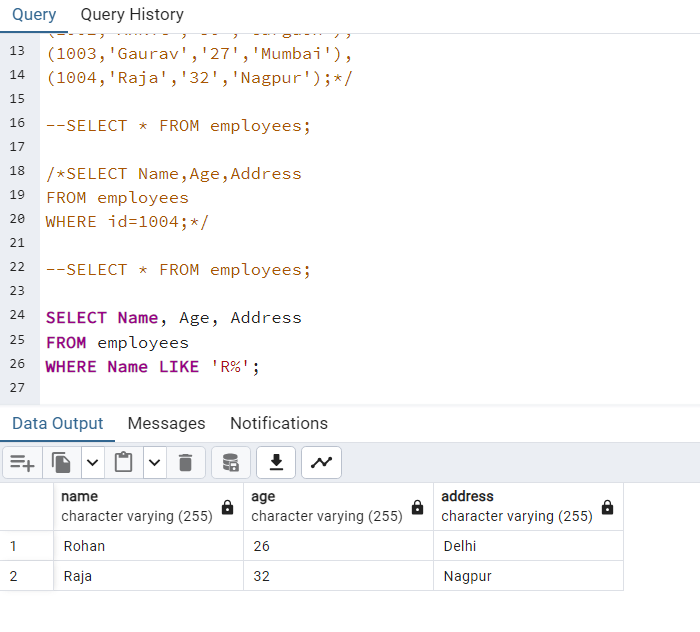 Query Query History
13 (1003,'Gaurav','27','Mumbai'),
14 (1004,'Raja','32','Nagpur');*/
15
16 --SELECT * FROM employees;
17
18 /*SELECT Name,Age,Address
19 FROM employees
20 WHERE id=1004;*/
21
22 --SELECT * FROM employees;
23
24 SELECT Name, Age, Address
25 FROM employees
26 WHERE Name LIKE 'R%';
27
Data Output Messages Notifications
name age address
character varying (255) character varying (255) character varying (255)
1 Rohan 26 Delhi
2 Raja 32 Nagpur